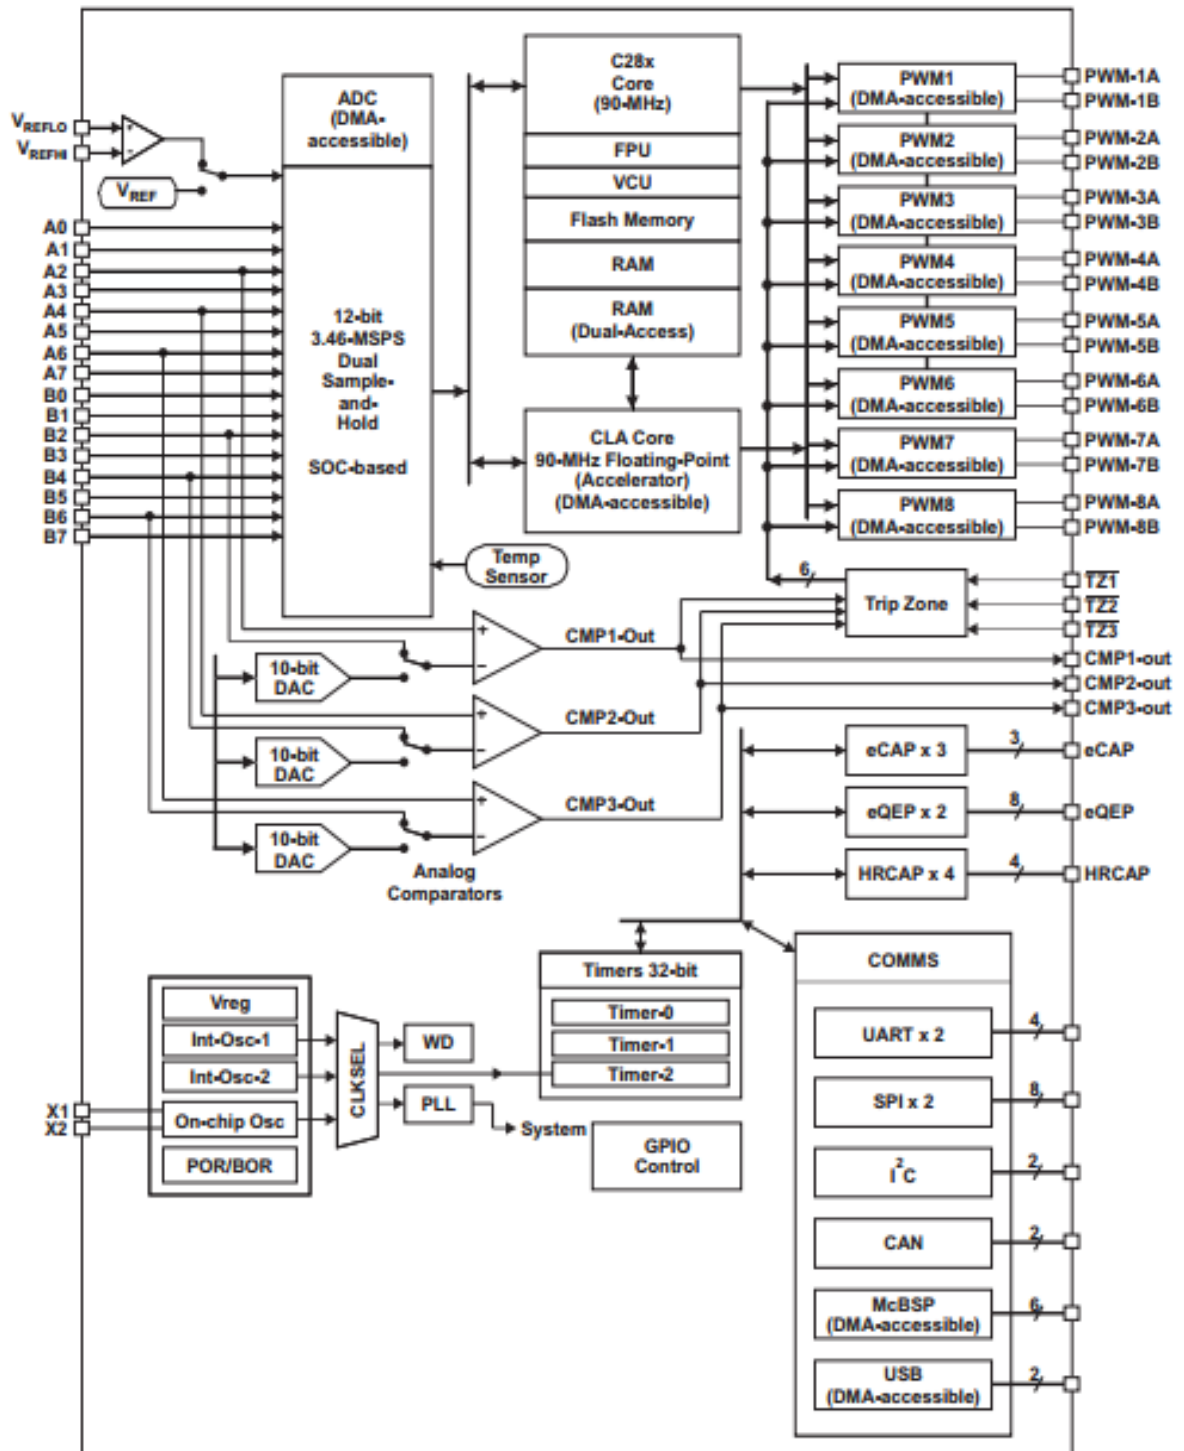 V_REFLO
V_REFHI
V_REF
A0
A1
A2
A3
A4
A5
A6
A7
B0
B1
B2
B3
B4
B5
B6
B7
ADC
(DMA-
accessible)
12-bit
3.46-MSPS
Dual
Sample-
and-
Hold
SOC-based
C28x
Core
(90-MHz)
FPU
VCU
Flash Memory
RAM
RAM
(Dual-Access)
CLA Core
90-MHz Floating-Point
(Accelerator)
(DMA-accessible)
Temp
Sensor
PWM1
(DMA-accessible)
PWM2
(DMA-accessible)
PWM3
(DMA-accessible)
PWM4
(DMA-accessible)
PWM5
(DMA-accessible)
PWM6
(DMA-accessible)
PWM7
(DMA-accessible)
PWM8
(DMA-accessible)
PWM-1A
PWM-1B
PWM-2A
PWM-2B
PWM-3A
PWM-3B
PWM-4A
PWM-4B
PWM-5A
PWM-5B
PWM-6A
PWM-6B
PWM-7A
PWM-7B
PWM-8A
PWM-8B
6
Trip Zone
TZ1
TZ2
TZ3
CMP1-out
CMP2-out
CMP3-out
10-bit
DAC
10-bit
DAC
10-bit
DAC
+
−
CMP1-Out
+
−
CMP2-Out
+
−
CMP3-Out
Analog
Comparators
eCAP x 3
3
eCAP
eQEP x 2
8
eQEP
HRCAP x 4
4
HRCAP
Timers 32-bit
Timer-0
Timer-1
Timer-2
Vreg
Int-Osc-1
Int-Osc-2
On-chip Osc
POR/BOR
X1
X2
CLKSEL
WD
PLL
System
GPIO
Control
COMMS
UART x 2
4
SPI x 2
8
I²C
2
CAN
2
McBSP
(DMA-accessible)
6
USB
(DMA-accessible)
2
+
-